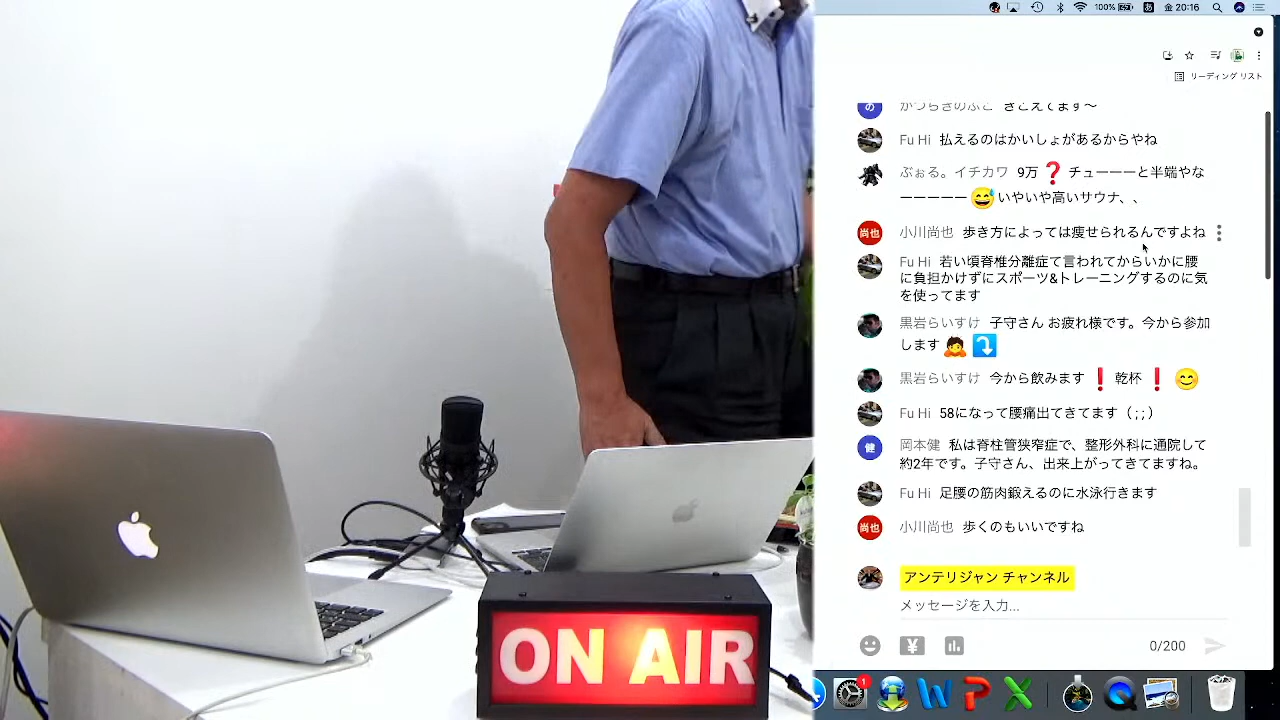 100%
金 20:16
リーディング リスト
かつらぎのふこ きこえてます〜
Fu Hi 払えるのはかいしょがあるからやね
ぶぉる。イチカワ 9万❓チューーーと半端やな
ーーーーー😅いやいや高いサウナ、、
小川尚也 歩き方によっては痩せられるんですよね
Fu Hi 若い頃脊椎分離症て言われてからいかに腰
に負担かけずにスポーツ&トレーニングするのに気
を使ってます
黒岩らいすけ 子守さん お疲れ様です。今から参加
します🙇⤵️
黒岩らいすけ 今から飲みます❗乾杯❗😊
Fu Hi 58になって腰痛出てきてます（ ; ; ）
岡本健 私は脊柱管狭窄症で、整形外科に通院して
約2年です。子守さん、出来上がってきてますね。
Fu Hi 足腰の筋肉鍛えるのに水泳行きます
小川尚也 歩くのもいいですね
アンテリジャン チャンネル
メッセージを入力...
0/200
ON AIR